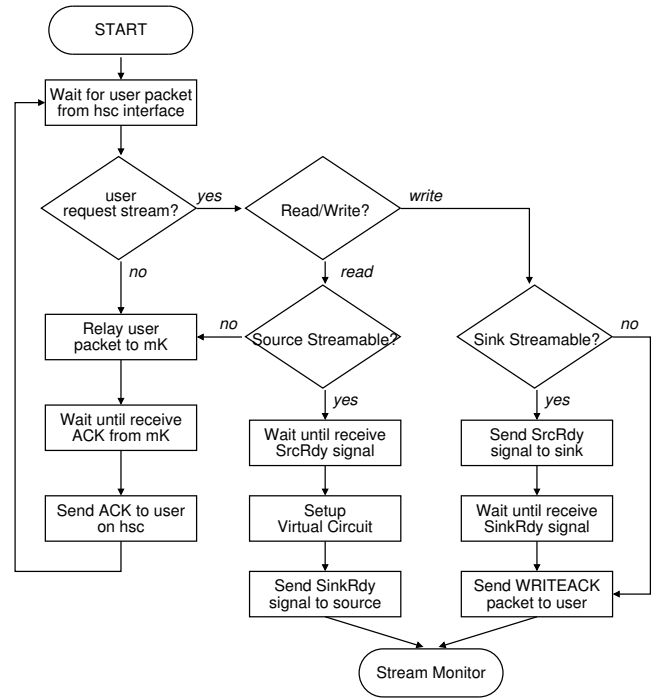 START
Wait for user packet
from hsc interface
user
request stream?
yes
Read/Write?
write
no
read
Relay user
packet to mK
no
Source Streamable?
Sink Streamable?
no
yes
yes
Wait until receive
ACK from mK
Wait until receive
SrcRdy signal
Send SrcRdy
signal to sink
Send ACK to user
on hsc
Setup
Virtual Circuit
Wait until receive
SinkRdy signal
Send SinkRdy
signal to source
Send WRITEACK
packet to user
Stream Monitor